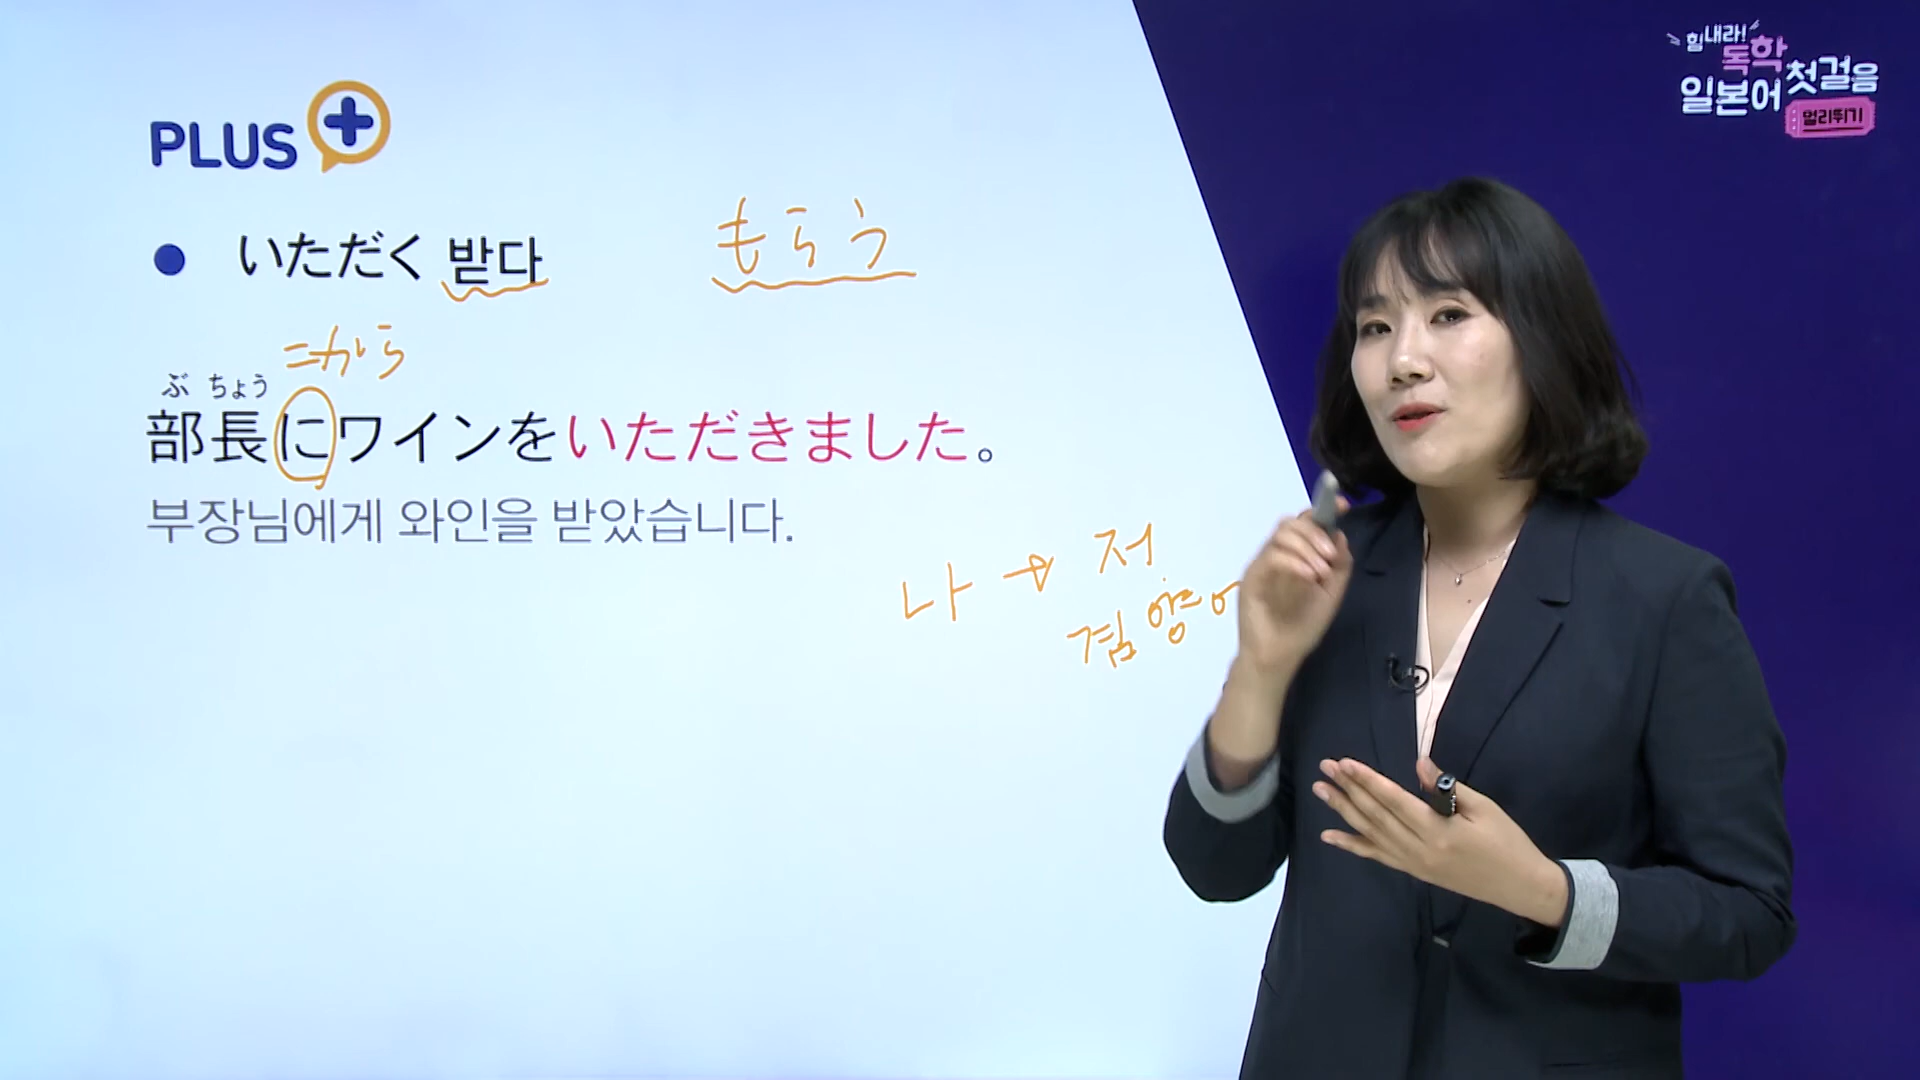 힘내라!
독학
일본어 첫걸음
멀리뛰기
PLUS
いただく 받다 もらう
=から
ぶ ちょう
部長にワインをいただきました。
부장님에게 와인을 받았습니다.
나 → 저
겸양어